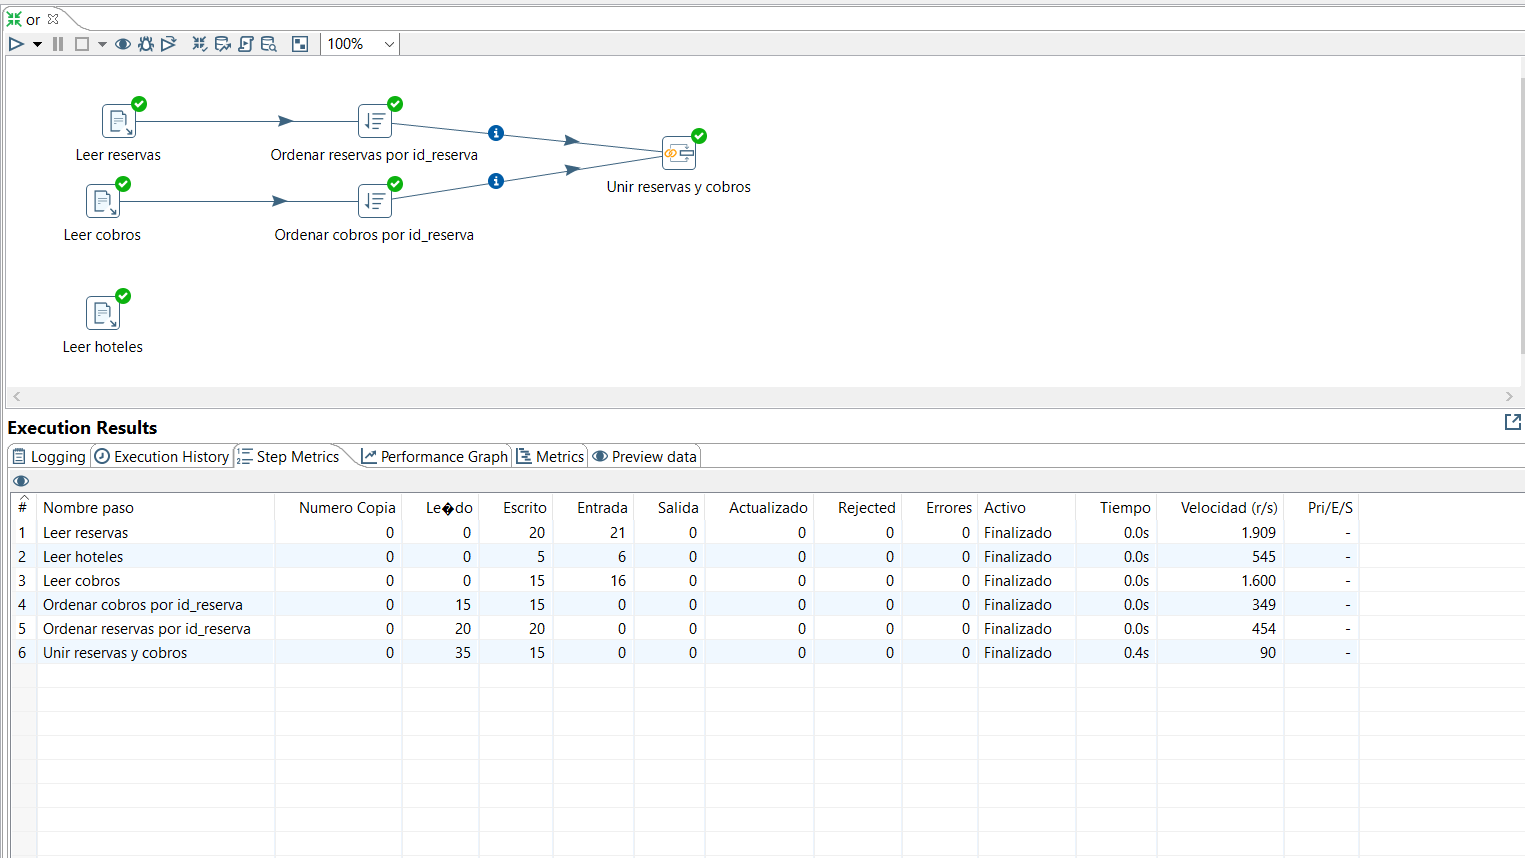 or
100%
Leer reservas
Ordenar reservas por id_reserva
Unir reservas y cobros
Leer cobros
Ordenar cobros por id_reserva
Leer hoteles
Execution Results
Logging Execution History Step Metrics Performance Graph Metrics Preview data
# Nombre paso Numero Copia Le�do Escrito Entrada Salida Actualizado Rejected Errores Activo Tiempo Velocidad (r/s) Pri/E/S
1 Leer reservas 0 0 20 21 0 0 0 0 Finalizado 0.0s 1.909 -
2 Leer hoteles 0 0 5 6 0 0 0 0 Finalizado 0.0s 545 -
3 Leer cobros 0 0 15 16 0 0 0 0 Finalizado 0.0s 1.600 -
4 Ordenar cobros por id_reserva 0 15 15 0 0 0 0 0 Finalizado 0.0s 349 -
5 Ordenar reservas por id_reserva 0 20 20 0 0 0 0 0 Finalizado 0.0s 454 -
6 Unir reservas y cobros 0 35 15 0 0 0 0 0 Finalizado 0.4s 90 -